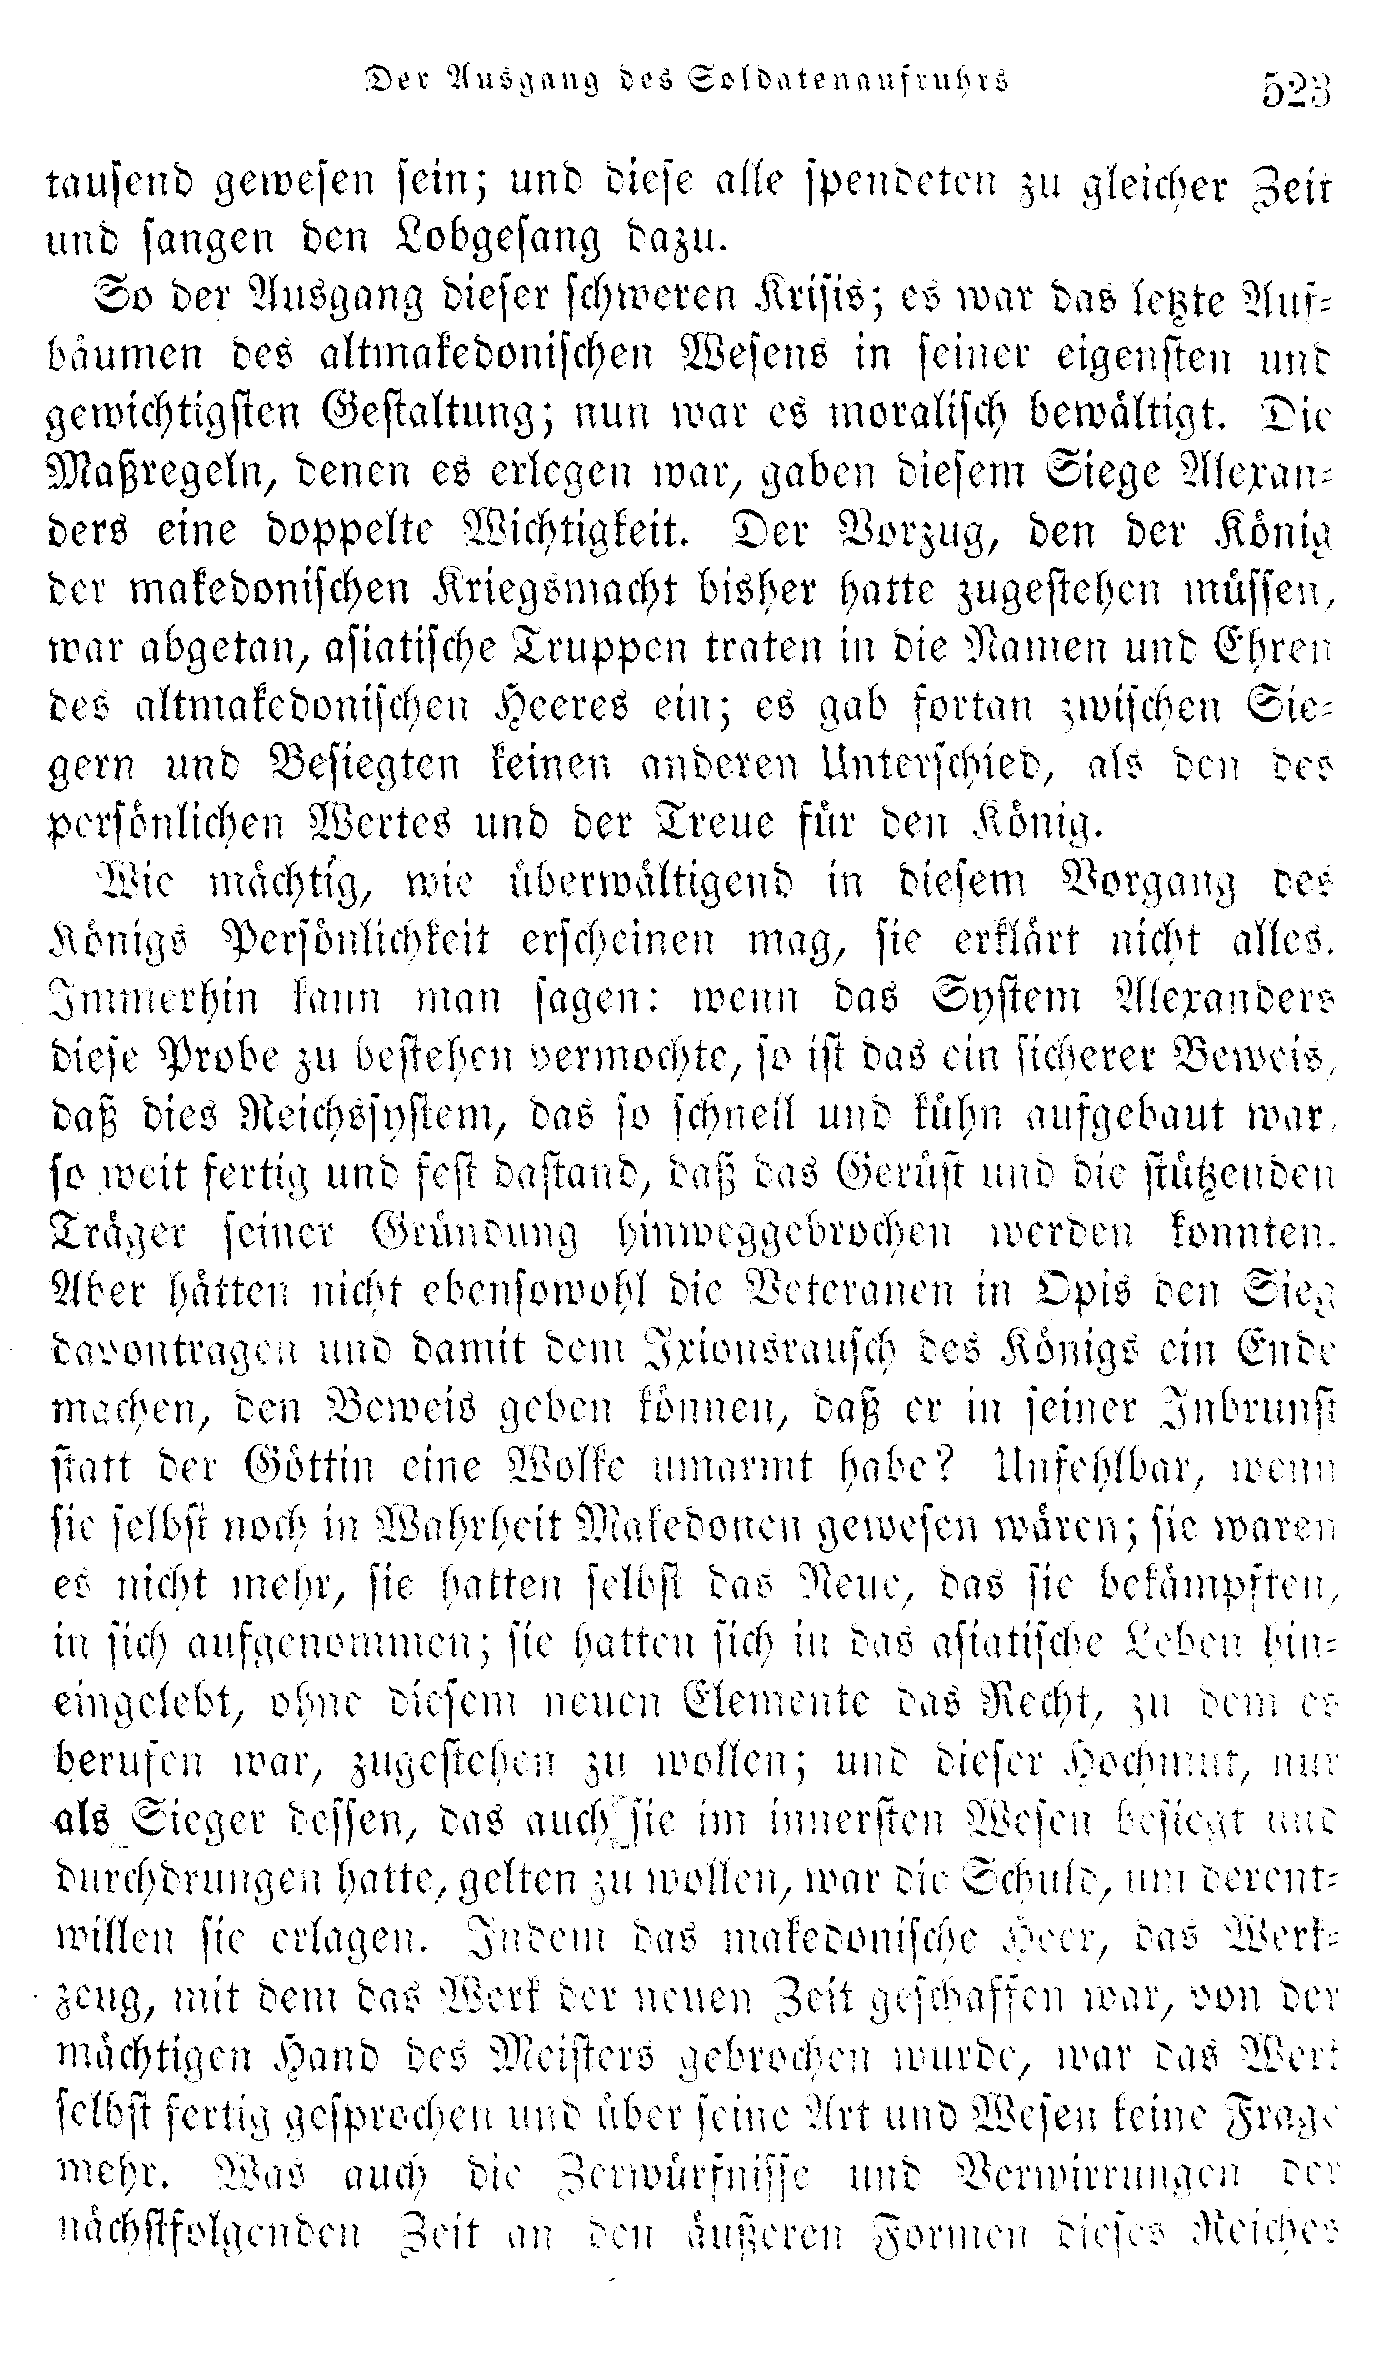 Der Ausgang des Soldatenaufruhrs 523
tausend gewesen sein; und diese alle spendeten zu gleicher Zeit
und sangen den Lobgesang dazu.
So der Ausgang dieser schweren Krisis; es war das letzte Auf-
bäumen des altmakedonischen Wesens in seiner eigensten und
gewichtigsten Gestaltung; nun war es moralisch bewältigt. Die
Maßregeln, denen es erlegen war, gaben diesem Siege Alexan-
ders eine doppelte Wichtigkeit. Der Vorzug, den der König
der makedonischen Kriegsmacht bisher hatte zugestehen müssen,
war abgetan, asiatische Truppen traten in die Namen und Ehren
des altmakedonischen Heeres ein; es gab fortan zwischen Sie-
gern und Besiegten keinen anderen Unterschied, als den des
persönlichen Wertes und der Treue für den König.
Wie mächtig, wie überwältigend in diesem Vorgang des
Königs Persönlichkeit erscheinen mag, sie erklärt nicht alles.
Immerhin kann man sagen: wenn das System Alexanders
diese Probe zu bestehen vermochte, so ist das ein sicherer Beweis,
daß dies Reichssystem, das so schnell und kühn aufgebaut war,
so weit fertig und fest dastand, daß das Gerüst und die stützenden
Träger seiner Gründung hinweggebrochen werden konnten.
Aber hätten nicht ebensowohl die Veteranen in Opis den Sieg
davontragen und damit dem Ixionsrausch des Königs ein Ende
machen, den Beweis geben können, daß er in seiner Inbrunst
statt der Göttin eine Wolke umarmt habe? Unfehlbar, wenn
sie selbst noch in Wahrheit Makedonen gewesen wären; sie waren
es nicht mehr, sie hatten selbst das Neue, das sie bekämpften,
in sich aufgenommen; sie hatten sich in das asiatische Leben hin-
eingelebt, ohne diesem neuen Elemente das Recht, zu dem es
berufen war, zugestehen zu wollen; und dieser Hochmut, nur
als Sieger dessen, das auch sie im innersten Wesen besiegt und
durchdrungen hatte, gelten zu wollen, war die Schuld, um derent-
willen sie erlagen. Indem das makedonische Heer, das Werk-
zeug, mit dem das Werk der neuen Zeit geschaffen war, von der
mächtigen Hand des Meisters gebrochen wurde, war das Werk
selbst fertig gesprochen und über seine Art und Wesen keine Frage
mehr. Was auch die Zerwürfnisse und Verwirrungen der
nächstfolgenden Zeit an den äußeren Formen dieses Reiches